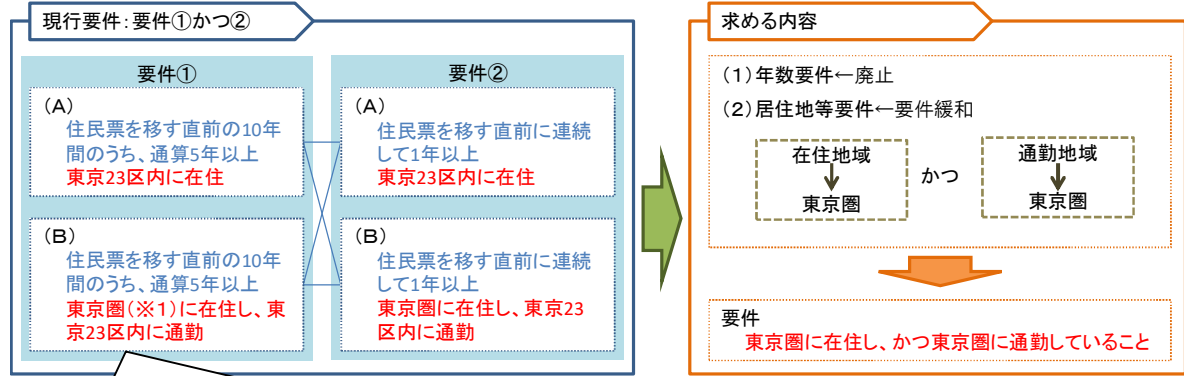 現行要件：要件①かつ②
要件①
(A)
住民票を移す直前の10年
間のうち、通算5年以上
東京23区内に在住
(B)
住民票を移す直前の10年
間のうち、通算5年以上
東京圏(※1)に在住し、東
京23区内に通勤
要件②
(A)
住民票を移す直前に連続
して1年以上
東京23区内に在住
(B)
住民票を移す直前に連続
して1年以上
東京圏に在住し、東京23
区内に通勤
求める内容
(1)年数要件←廃止
(2)居住地等要件←要件緩和
在住地域
東京圏
かつ
通勤地域
東京圏
要件
東京圏に在住し、かつ東京圏に通勤していること